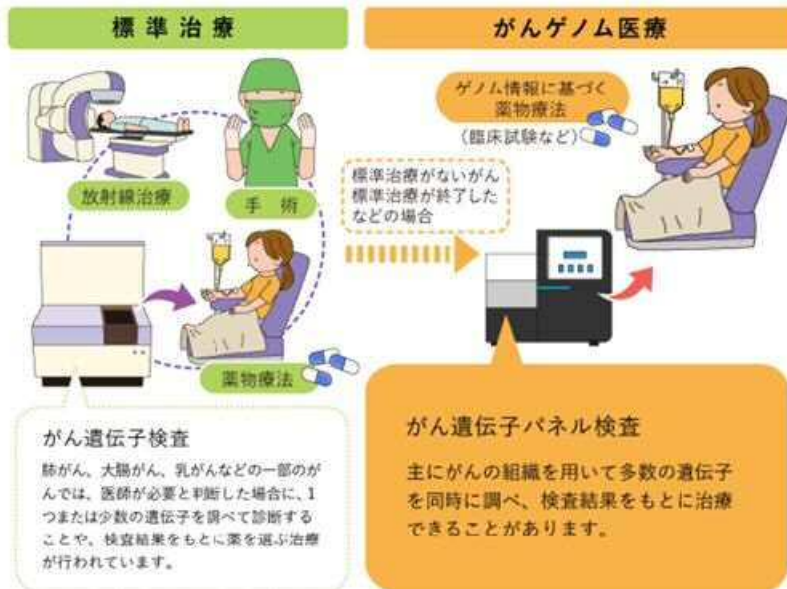 標準治療
がんゲノム医療
放射線治療
手術
薬物療法
がん遺伝子検査
肺がん、大腸がん、乳がんなどの一部のが
んでは、医師が必要と判断した場合に、1
つまたは少数の遺伝子を調べて診断する
ことや、検査結果をもとに薬を選ぶ治療
が行われています。
標準治療がないがん
標準治療が終了した
などの場合
ゲノム情報に基づく
薬物療法
(臨床試験など)
がん遺伝子パネル検査
主にがんの組織を用いて多数の遺伝子
を同時に調べ、検査結果をもとに治療
できることがあります。